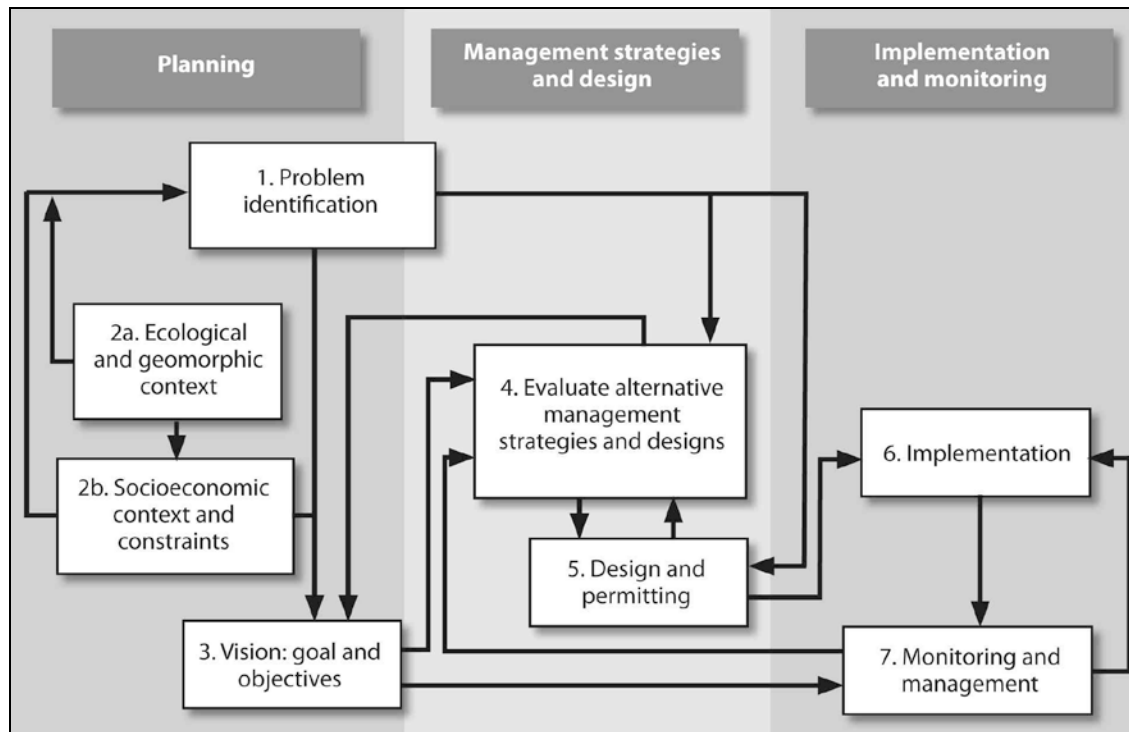 Planning
Management strategies
and design
Implementation
and monitoring
1. Problem
identification
2a. Ecological
and geomorphic
context
2b. Socioeconomic
context and
constraints
3. Vision: goal and
objectives
4. Evaluate alternative
management
strategies and designs
5. Design and
permitting
6. Implementation
7. Monitoring and
management